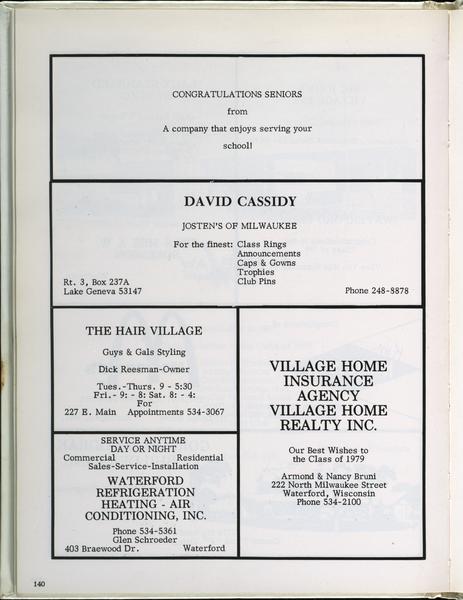 CONGRATULATIONS SENIORS
from
A company that enjoys serving your
school!
DAVID CASSIDY
JOSTEN'S OF MILWAUKEE
For the finest: Class Rings
Announcements
Caps & Gowns
Trophies
Club Pins
Rt. 3, Box 237A
Lake Geneva 53147
Phone 248-8878
THE HAIR VILLAGE
Guys & Gals Styling
Dick Reesman-Owner
Tues.-Thurs. 9 - 5:30
Fri.- 9: - 8: Sat. 8: - 4:
For
227 E. Main Appointments 534-3067
SERVICE ANYTIME
DAY OR NIGHT
Commercial Residential
Sales-Service-Installation
WATERFORD
REFRIGERATION
HEATING - AIR
CONDITIONING, INC.
Phone 534-5361
Glen Schroeder
403 Braewood Dr. Waterford
VILLAGE HOME
INSURANCE
AGENCY
VILLAGE HOME
REALTY INC.
Our Best Wishes to
the Class of 1979
Armond & Nancy Bruni
222 North Milwaukee Street
Waterford, Wisconsin
Phone 534-2100
140